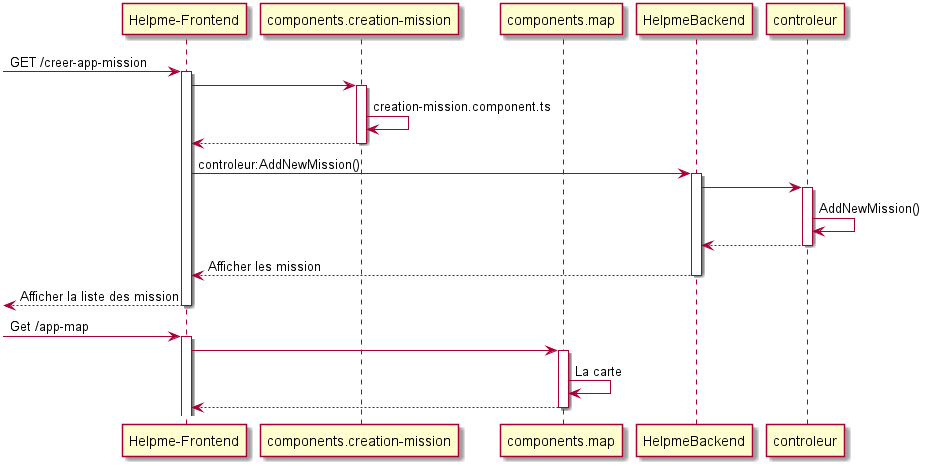 Helpme-Frontend components.creation-mission components.map HelpmeBackend controleur
GET /creer-app-mission
creation-mission.component.ts
controleur:AddNewMission()
AddNewMission()
Afficher les mission
Afficher la liste des mission
Get /app-map
La carte
Helpme-Frontend components.creation-mission components.map HelpmeBackend controleur